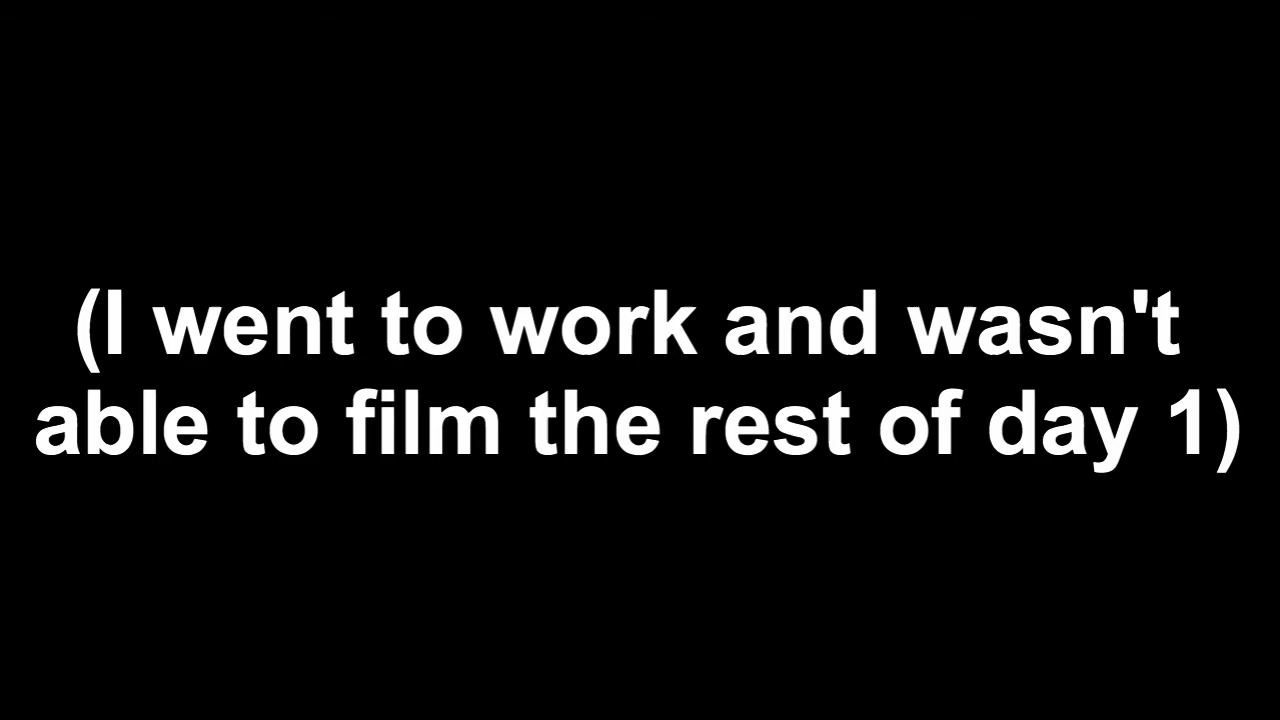 (I went to work and wasn't
able to film the rest of day 1)